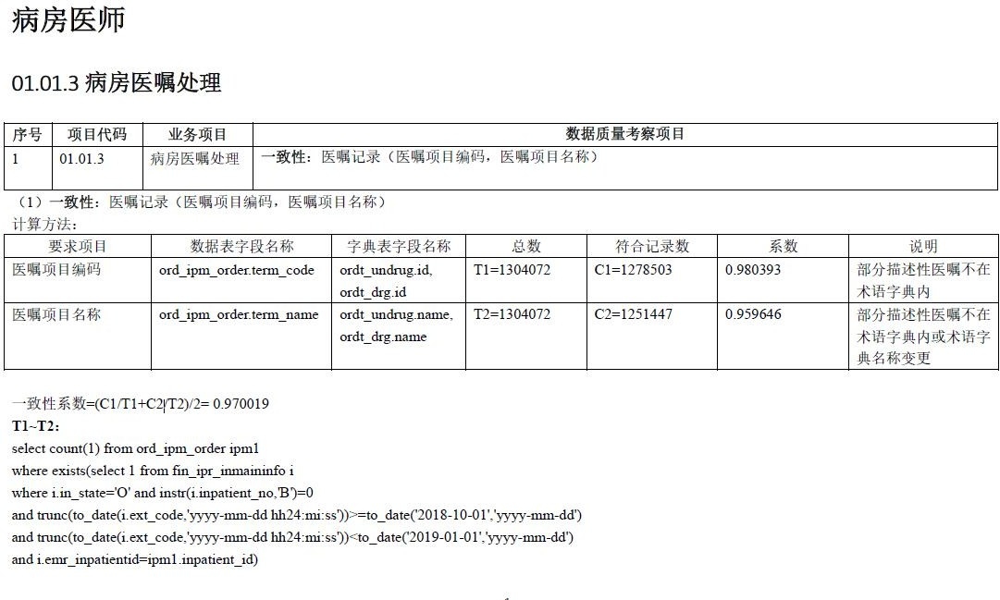 病房医师
01.01.3 病房医嘱处理
序号 项目代码 业务项目 数据质量考察项目
1 01.01.3 病房医嘱处理 一致性：医嘱记录（医嘱项目编码，医嘱项目名称）
（1）一致性：医嘱记录（医嘱项目编码，医嘱项目名称）
计算方法：
要求项目 数据表字段名称 字典表字段名称 总数 符合记录数 系数 说明
医嘱项目编码 ord_ipm_order.term_code ordt_undrug.id, T1=1304072 C1=1278503 0.980393 部分描述性医嘱不在
ordt_drg.id 术语字典内
医嘱项目名称 ord_ipm_order.term_name ordt_undrug.name, T2=1304072 C2=1251447 0.959646 部分描述性医嘱不在
ordt_drg.name 术语字典内或术语字
典名称变更
一致性系数=(C1/T1+C2/T2)/2= 0.970019
T1~T2：
select count(1) from ord_ipm_order ipm1
where exists(select 1 from fin_ipr_inmaininfo i
where i.in_state='O' and instr(i.inpatient_no,'B')=0
and trunc(to_date(i.ext_code,'yyyy-mm-dd hh24:mi:ss'))>=to_date('2018-10-01','yyyy-mm-dd')
and trunc(to_date(i.ext_code,'yyyy-mm-dd hh24:mi:ss'))<to_date('2019-01-01','yyyy-mm-dd')
and i.emr_inpatientid=ipm1.inpatient_id)